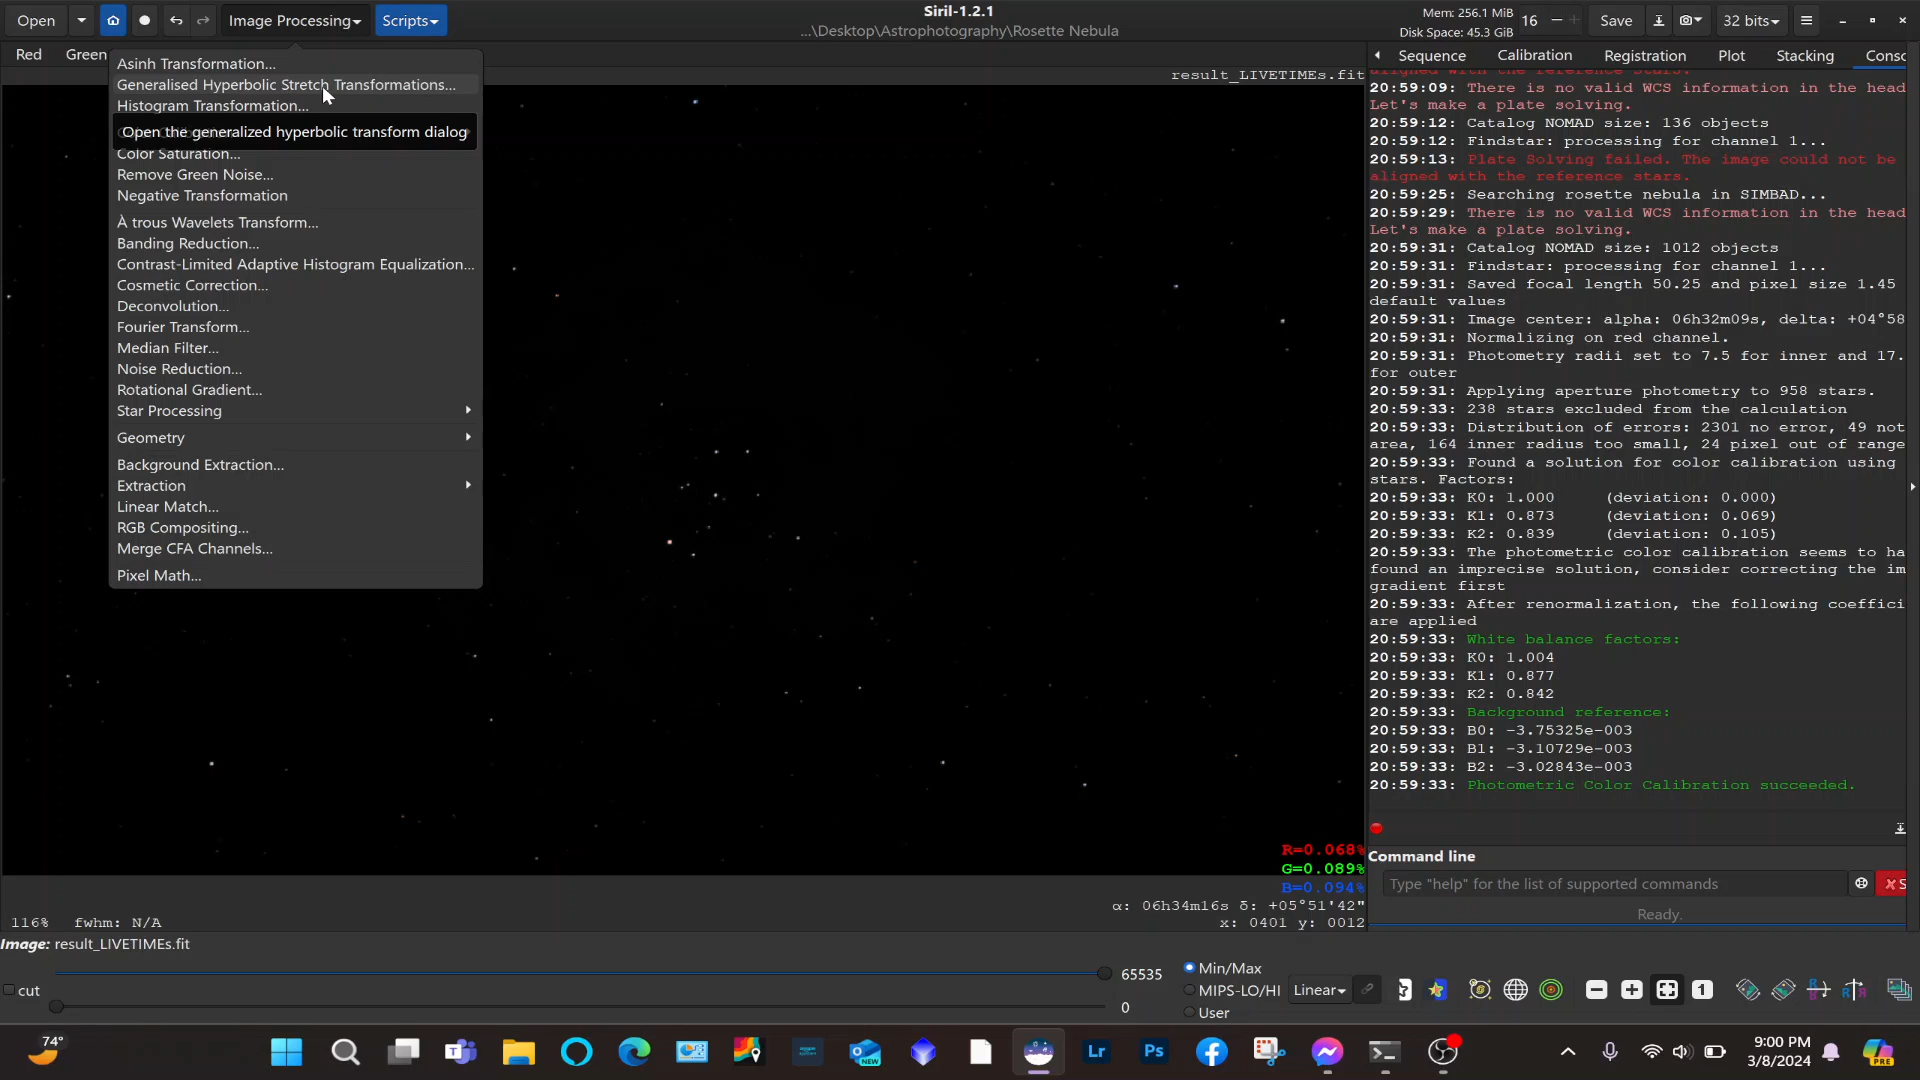 Open
Image Processing
Scripts
Siril-1.2.1
...\Desktop\Astrophotography\Rosette Nebula
Mem: 256.1 MiB
Disk Space: 45.3 GiB
16
Save
32 bits
Red
Green
result_LIVETIMEs.fit
Asinh Transformation...
Generalised Hyperbolic Stretch Transformations...
Histogram Transformation...
Open the generalized hyperbolic transform dialog
Color Saturation...
Remove Green Noise...
Negative Transformation
À trous Wavelets Transform...
Banding Reduction...
Contrast-Limited Adaptive Histogram Equalization...
Cosmetic Correction...
Deconvolution...
Fourier Transform...
Median Filter...
Noise Reduction...
Rotational Gradient...
Star Processing
Geometry
Background Extraction...
Extraction
Linear Match...
RGB Compositing...
Merge CFA Channels...
Pixel Math...
R=0.068%
G=0.089%
B=0.094%
α: 06h34m16s δ: +05°51'42"
x: 0401 y: 0012
116%
fwhm: N/A
Sequence
Calibration
Registration
Plot
Stacking
Consc
aligned with the reference stars.
20:59:09: There is no valid WCS information in the head
Let's make a plate solving.
20:59:12: Catalog NOMAD size: 136 objects
20:59:12: Findstar: processing for channel 1...
20:59:13: Plate Solving failed. The image could not be
aligned with the reference stars.
20:59:25: Searching rosette nebula in SIMBAD...
20:59:29: There is no valid WCS information in the head
Let's make a plate solving.
20:59:31: Catalog NOMAD size: 1012 objects
20:59:31: Findstar: processing for channel 1...
20:59:31: Saved focal length 50.25 and pixel size 1.45
default values
20:59:31: Image center: alpha: 06h32m09s, delta: +04°58
20:59:31: Normalizing on red channel.
20:59:31: Photometry radii set to 7.5 for inner and 17.
for outer
20:59:31: Applying aperture photometry to 958 stars.
20:59:33: 238 stars excluded from the calculation
20:59:33: Distribution of errors: 2301 no error, 49 not
area, 164 inner radius too small, 24 pixel out of range
20:59:33: Found a solution for color calibration using
stars. Factors:
20:59:33: K0: 1.000 (deviation: 0.000)
20:59:33: K1: 0.873 (deviation: 0.069)
20:59:33: K2: 0.839 (deviation: 0.105)
20:59:33: The photometric color calibration seems to ha
found an imprecise solution, consider correcting the im
gradient first
20:59:33: After renormalization, the following coeffici
are applied
20:59:33: White balance factors:
20:59:33: K0: 1.004
20:59:33: K1: 0.877
20:59:33: K2: 0.842
20:59:33: Background reference:
20:59:33: B0: -3.75325e-003
20:59:33: B1: -3.10729e-003
20:59:33: B2: -3.02843e-003
20:59:33: Photometric Color Calibration succeeded.
Command line
Type "help" for the list of supported commands
S
Ready.
Image: result_LIVETIMEs.fit
cut
65535
0
Min/Max
MIPS-LO/HI
User
Linear
1
74°
Lr
Ps
9:00 PM
3/8/2024
PRE